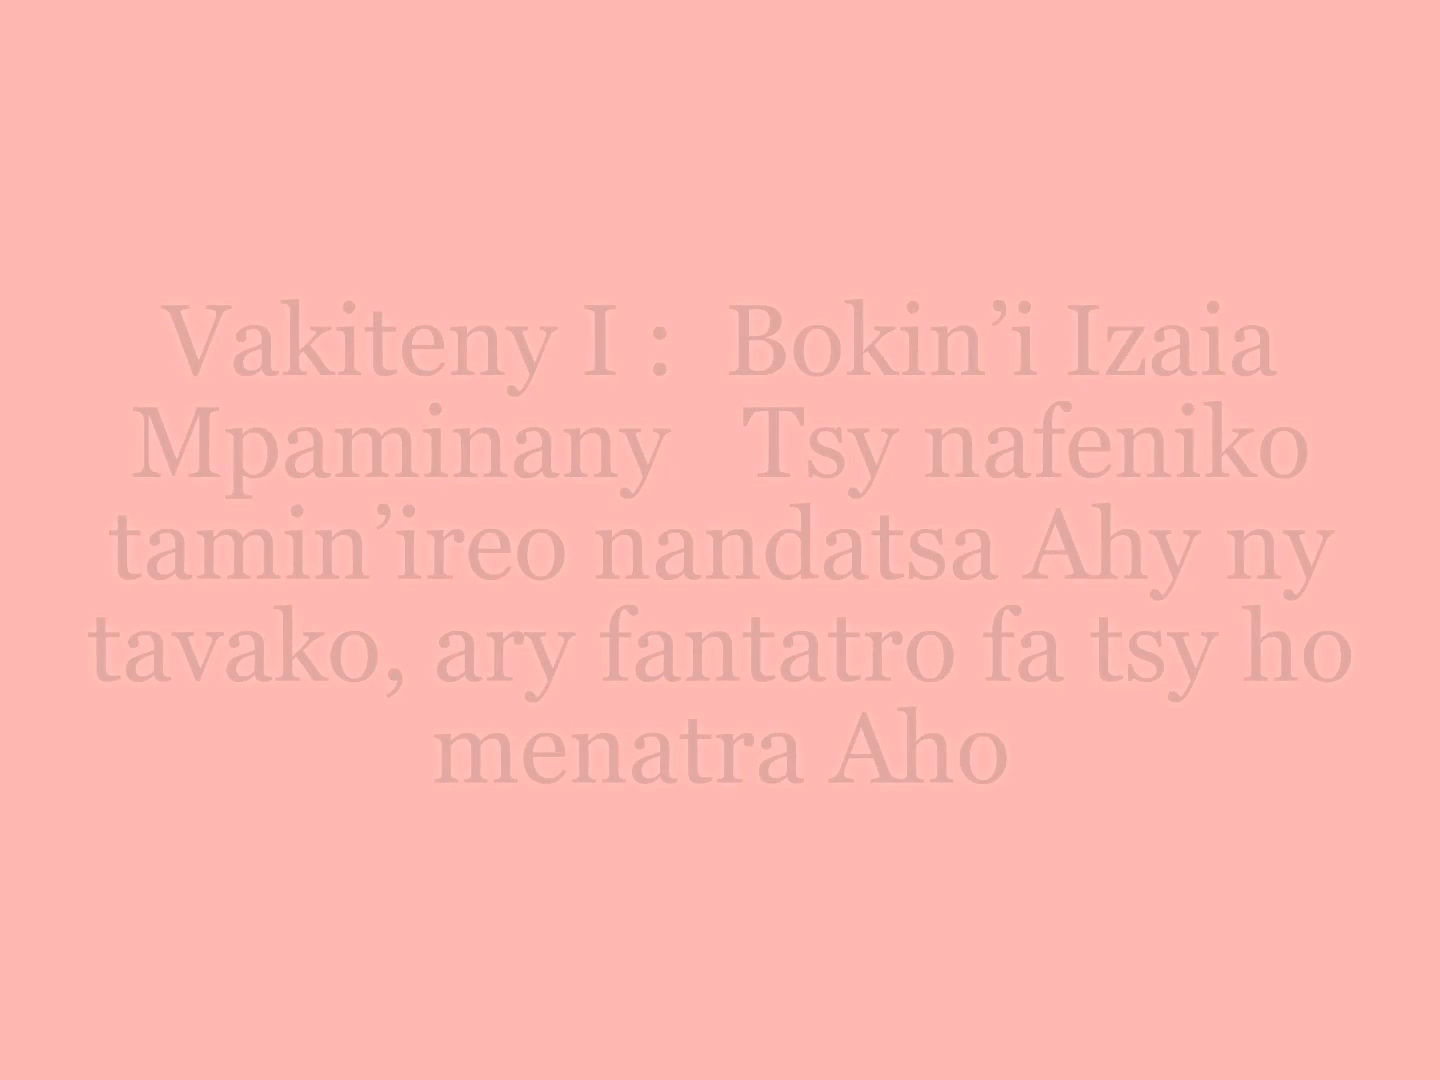 Vakiteny I :  Bokin’i Izaia
Mpaminany   Tsy nafeniko
tamin’ireo nandatsa Ahy ny
tavako, ary fantatro fa tsy ho
menatra Aho